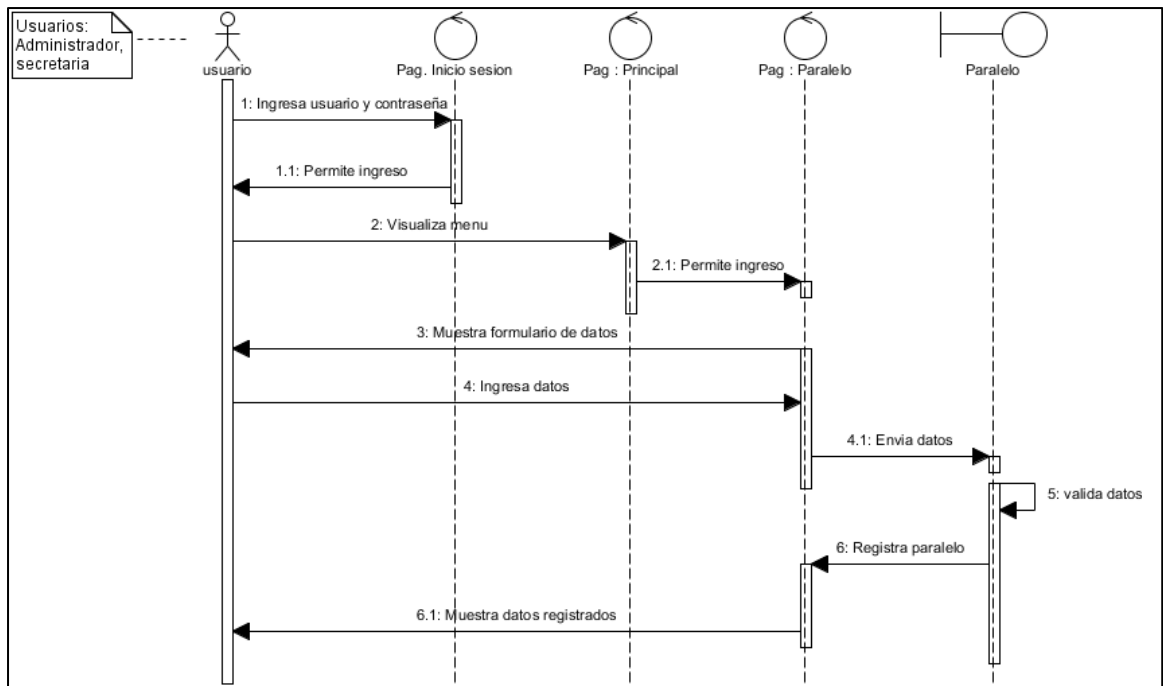 Usuarios:
Administrador,
secretaria
usuario
Pag. Inicio sesion
Pag : Principal
Pag : Paralelo
Paralelo
1: Ingresa usuario y contraseña
1.1: Permite ingreso
2: Visualiza menu
2.1: Permite ingreso
3: Muestra formulario de datos
4: Ingresa datos
4.1: Envia datos
5: valida datos
6: Registra paralelo
6.1: Muestra datos registrados